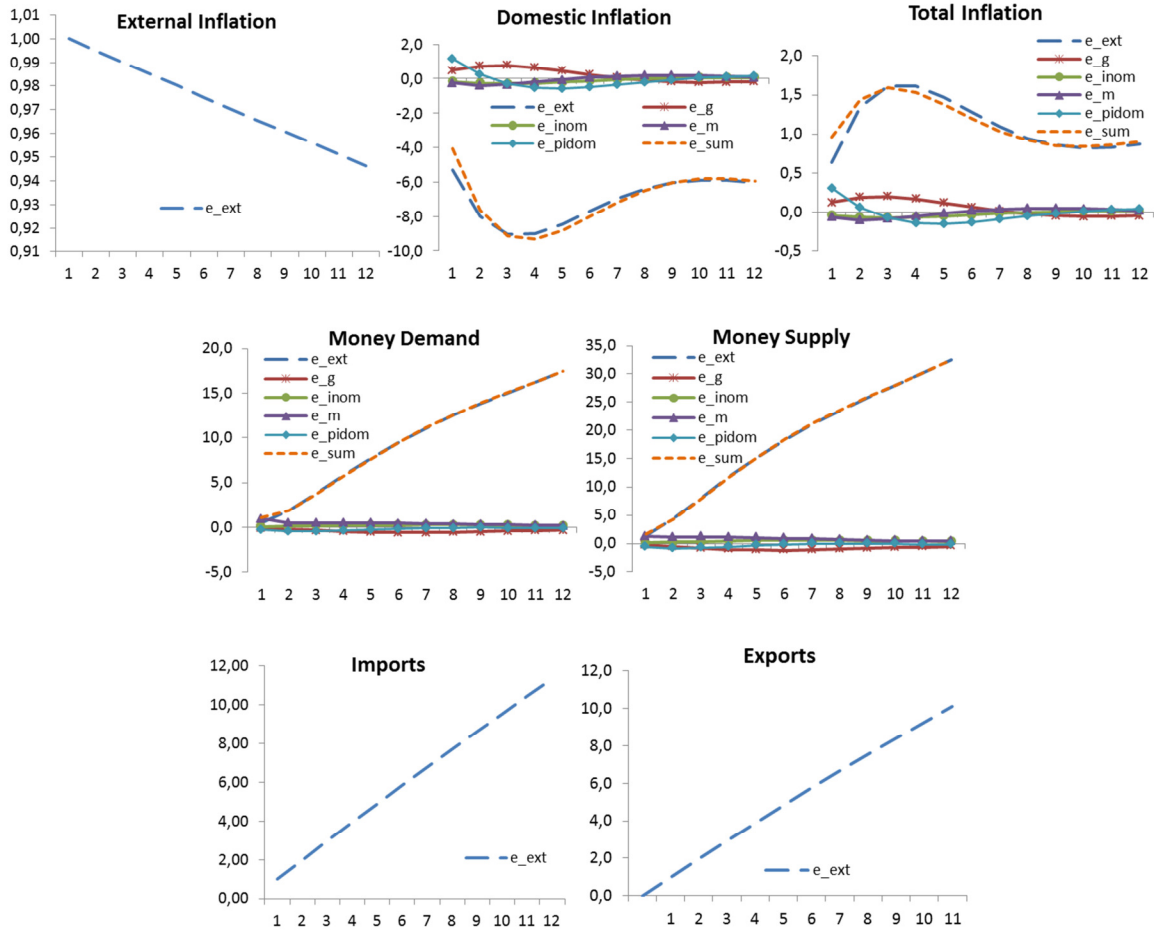 External Inflation
1,01
1,00
0,99
0,98
0,97
0,96
0,95
0,94
0,93
0,92
0,91
e_ext
1 2 3 4 5 6 7 8 9 10 11 12
Domestic Inflation
2,0
0,0
-2,0
-4,0
-6,0
-8,0
-10,0
e_ext e_g
e_inom e_m
e_pidom e_sum
1 2 3 4 5 6 7 8 9 10 11 12
Total Inflation
2,0
1,5
1,0
0,5
0,0
-0,5
e_ext
e_g
e_inom
e_m
e_pidom
e_sum
1 2 3 4 5 6 7 8 9 10 11 12
Money Demand
20,0
15,0
10,0
5,0
0,0
-5,0
e_ext
e_g
e_inom
e_m
e_pidom
e_sum
1 2 3 4 5 6 7 8 9 10 11 12
Money Supply
35,0
30,0
25,0
20,0
15,0
10,0
5,0
0,0
-5,0
e_ext
e_g
e_inom
e_m
e_pidom
e_sum
1 2 3 4 5 6 7 8 9 10 11 12
Imports
12,00
10,00
8,00
6,00
4,00
2,00
0,00
e_ext
1 2 3 4 5 6 7 8 9 10 11 12
Exports
12,0
10,0
8,0
6,0
4,0
2,0
0,0
e_ext
1 2 3 4 5 6 7 8 9 10 11